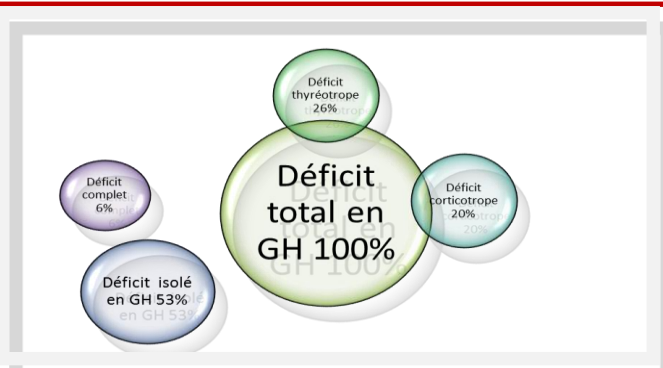 Déficit
thyréotrope
26%
Déficit
total en
GH 100%
Déficit
corticotrope
20%
Déficit
complet
6%
Déficit isolé
en GH 53%